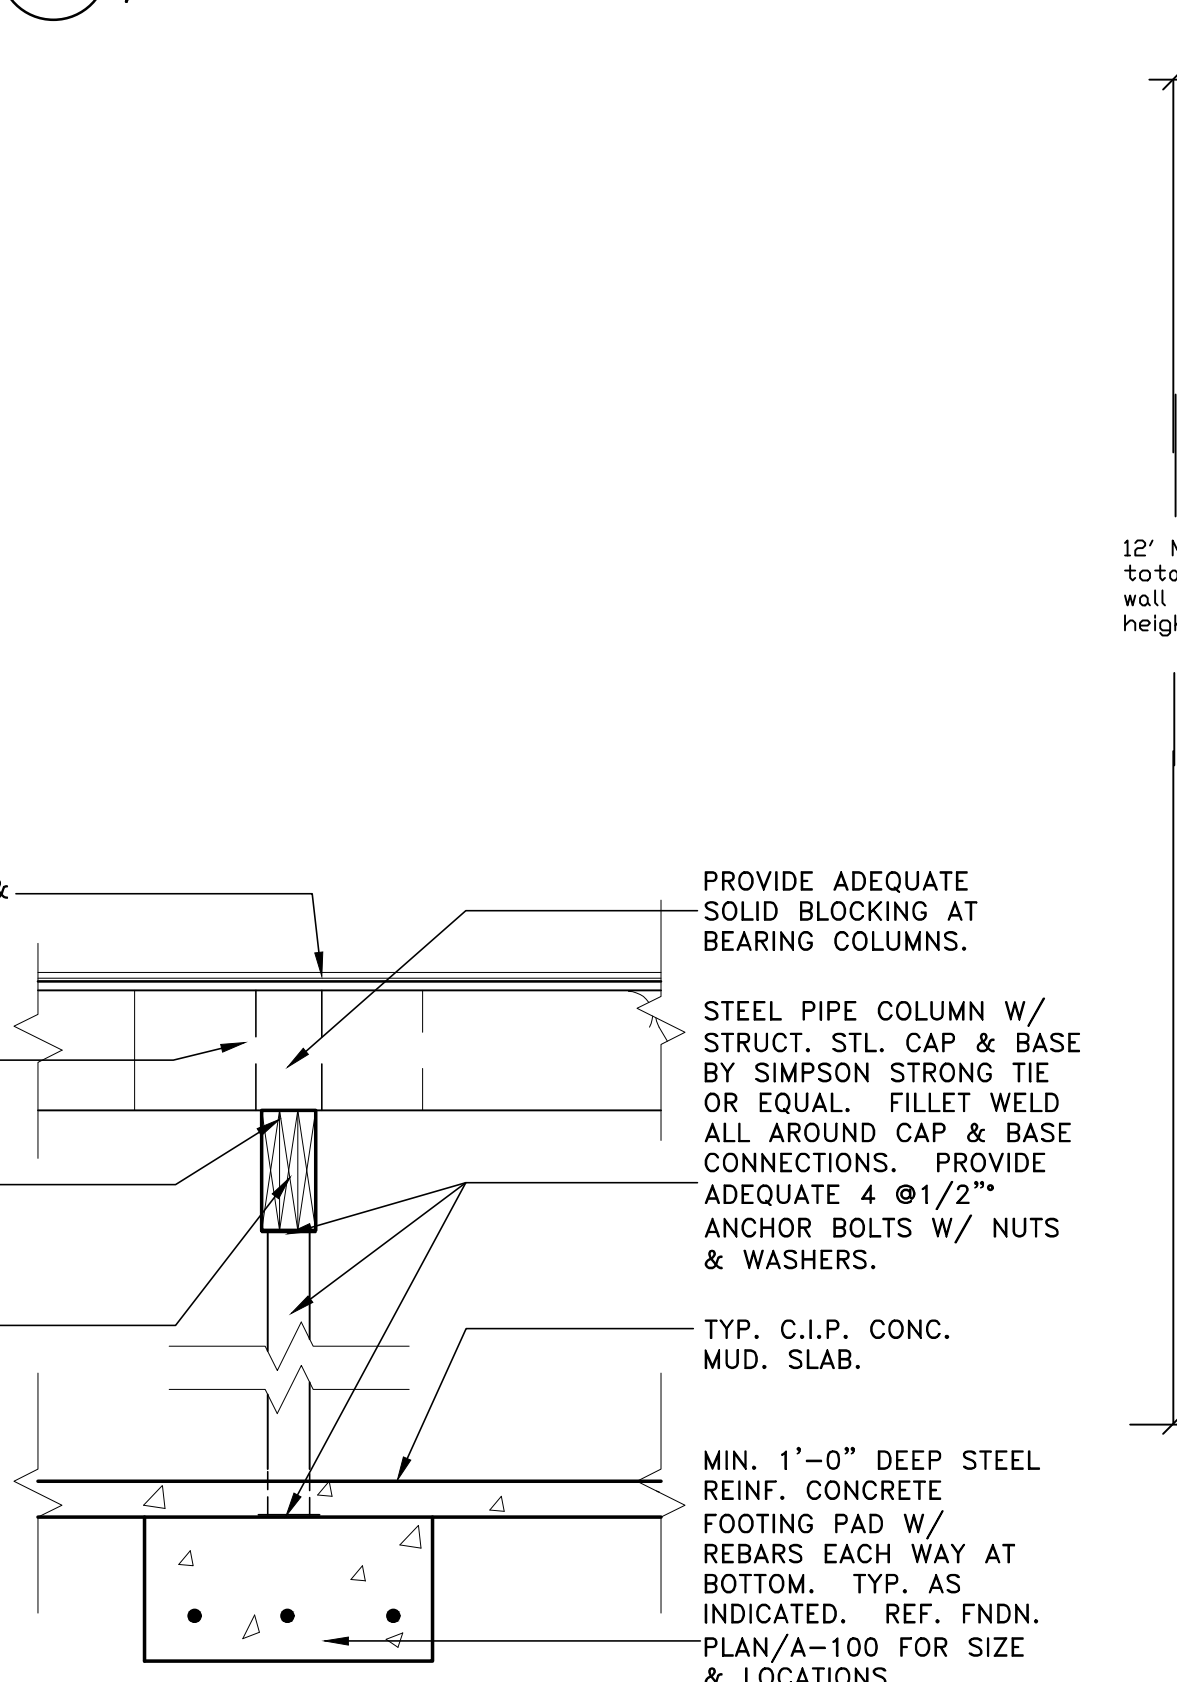 12'
wall
&
PROVIDE ADEQUATE
SOLID BLOCKING AT
BEARING COLUMNS.
STEEL PIPE COLUMN W/
STRUCT. STL. CAP & BASE
BY SIMPSON STRONG TIE
OR EQUAL. FILLET WELD
ALL AROUND CAP & BASE
CONNECTIONS. PROVIDE
ADEQUATE 4 @1/2"°
ANCHOR BOLTS W/ NUTS
& WASHERS.
TYP. C.I.P. CONC.
MUD. SLAB.
MIN. 1'-0" DEEP STEEL
REINF. CONCRETE
FOOTING PAD W/
REBARS EACH WAY AT
BOTTOM. TYP. AS
INDICATED. REF. FNDN.
PLAN/A-100 FOR SIZE
& LOCATIONS